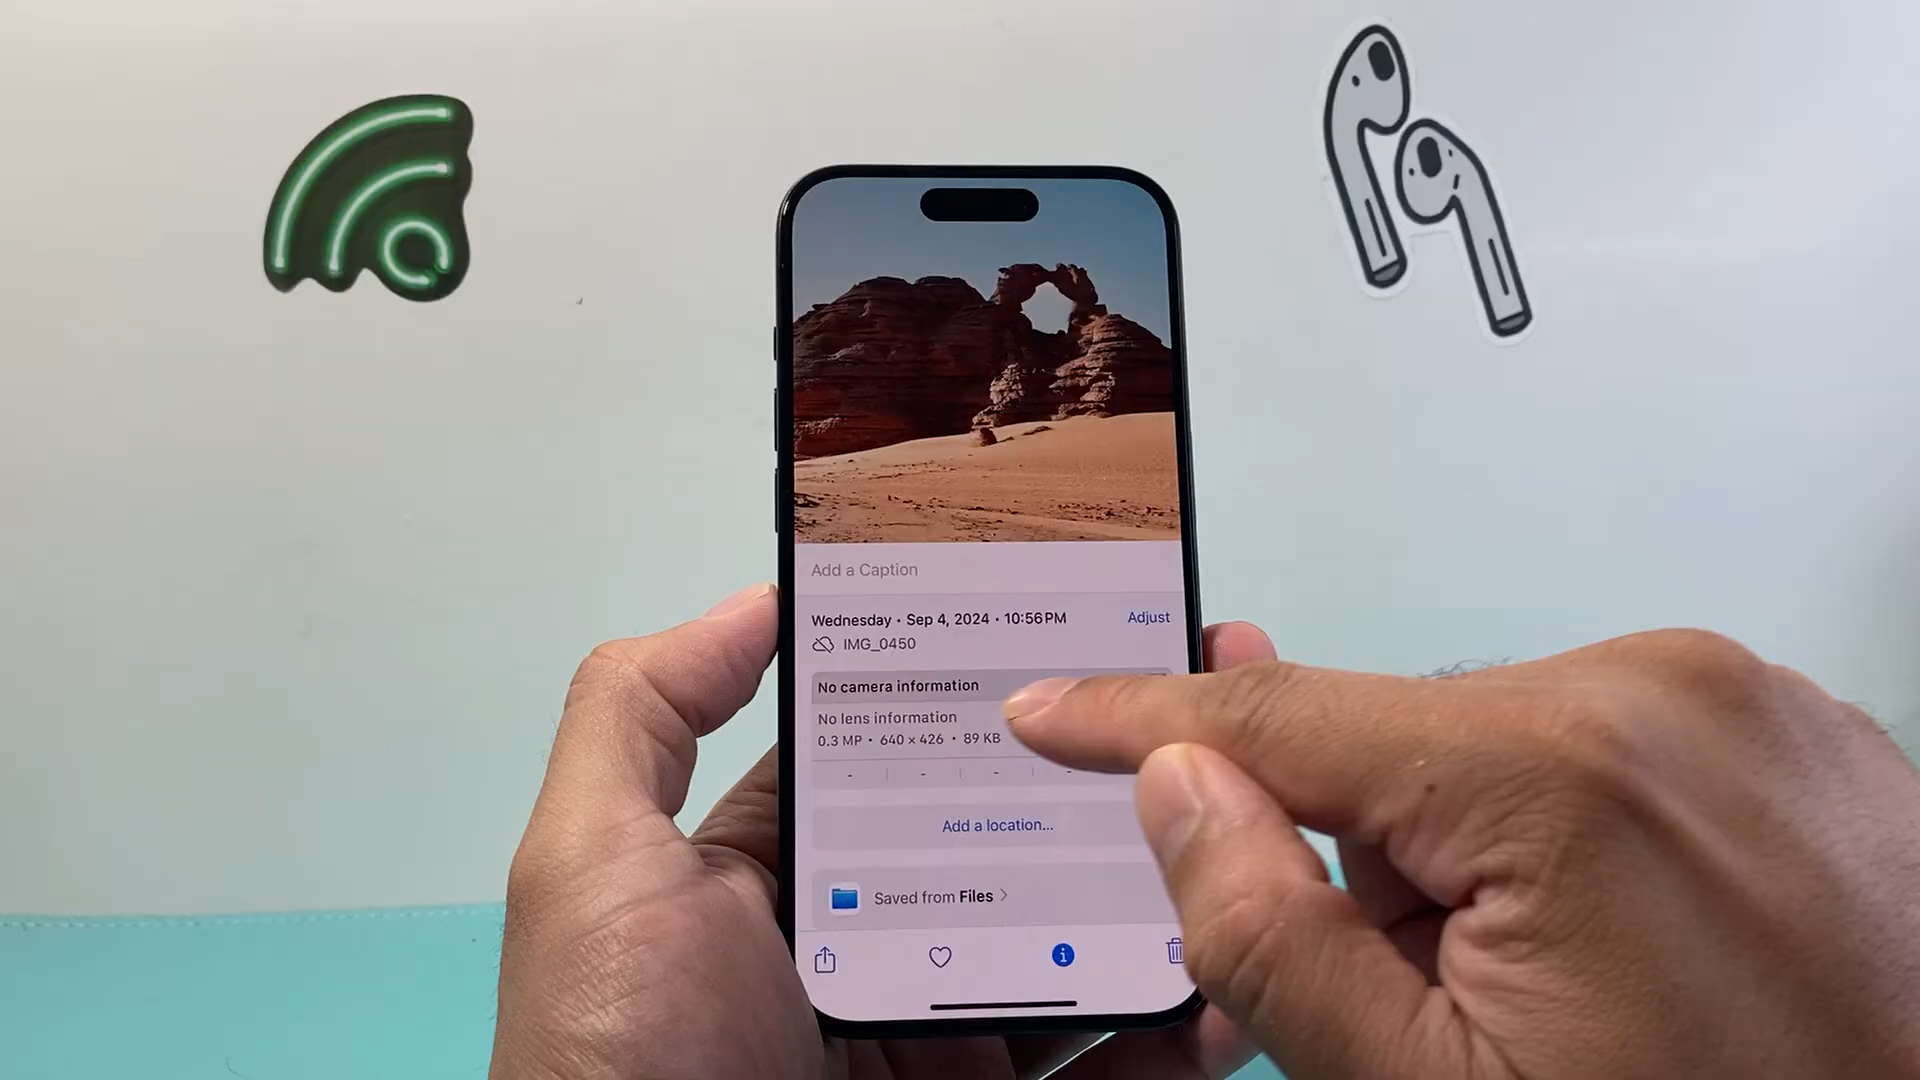 Add a Caption
Wednesday • Sep 4, 2024 • 10:56 PM Adjust
IMG_0450
No camera information
No lens information
0.3 MP • 640 × 426 • 89 KB
- - - -
Add a location...
Saved from Files >